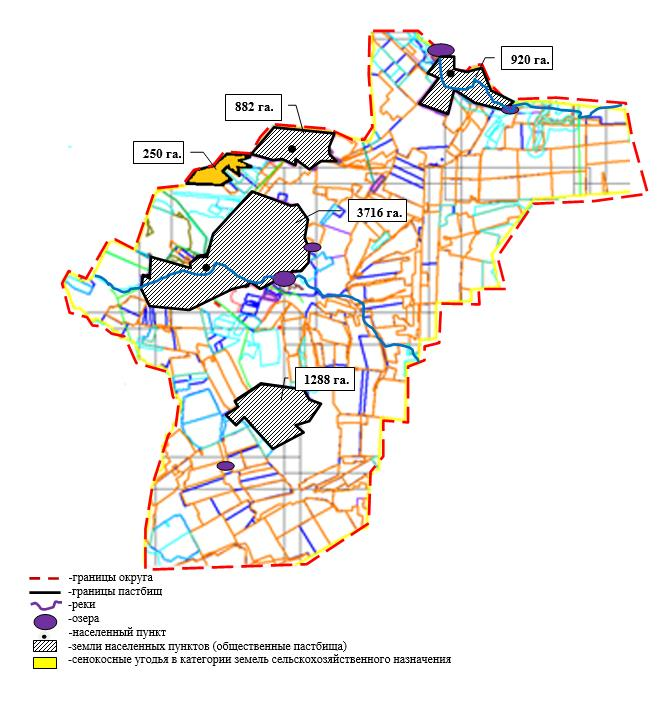 920 га.
882 га.
250 га.
3716 га.
1288 га.
-границы округа
-границы пастбищ
-реки
-озера
-населенный пункт
-земли населенных пунктов (общественные пастбища)
-сенокосные угодья в категории земель сельскохозяйственного назначения